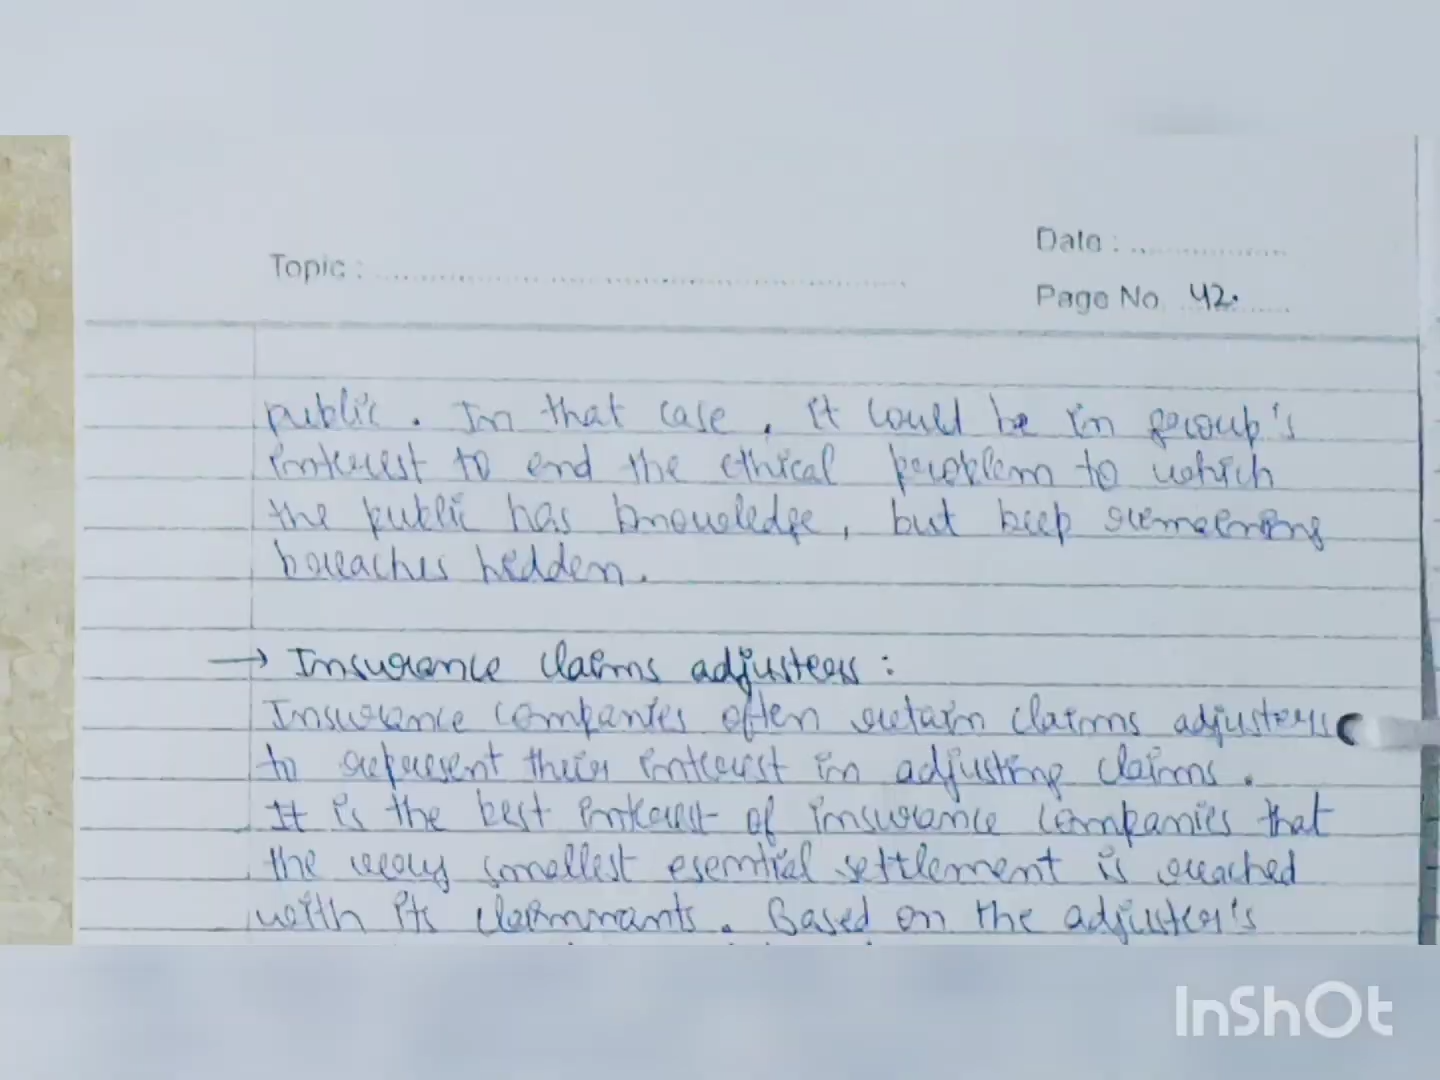 Date : ................
Topic : ................................................
Page No. 42.
public. In that case, it could be in group's
interest to end the ethical problem to which
the public has knowledge, but keep remaining
breaches hidden.
→ Insurance claims adjusters :
Insurance companies often retain claims adjusters
to represent their interest in adjusting claims.
It is the best interest of insurance companies that
the very smallest esential settlement is reached
with its claimnants. Based on the adjuster's
InShOt